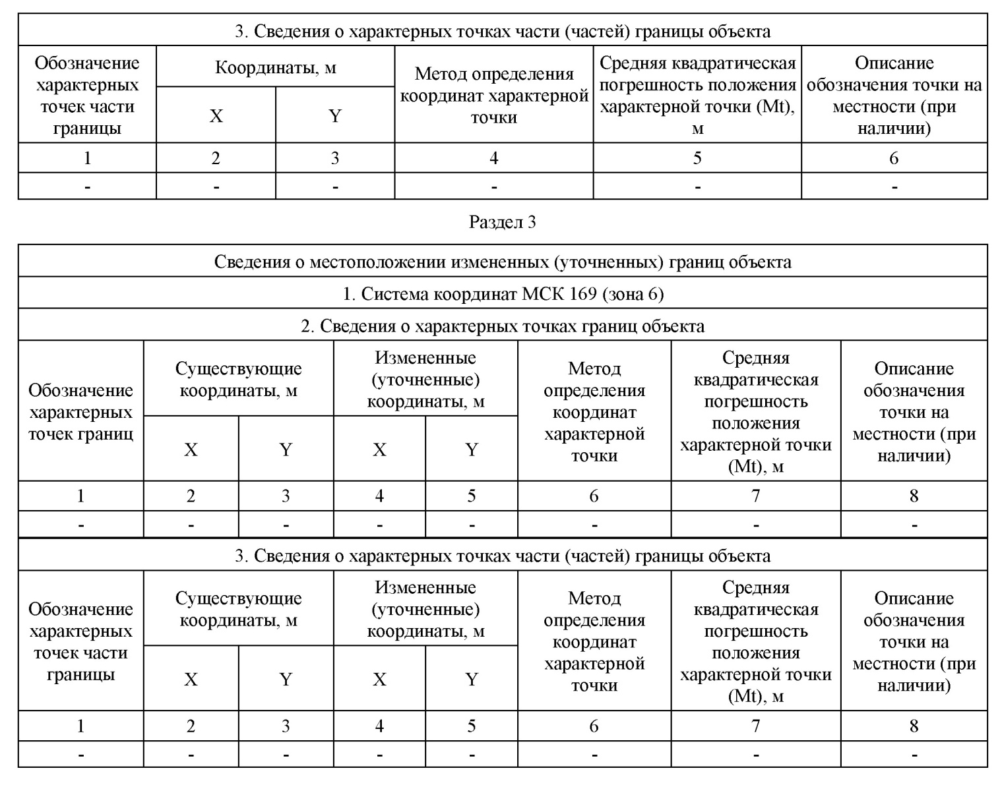 3. Сведения о характерных точках части (частей) границы объекта
Обозначение
характерных
точек части
границы
Координаты, м
X
Y
Метод определения
координат характерной
точки
Средняя квадратическая
погрешность положения
характерной точки (Mt),
м
Описание
обозначения точки на
местности (при
наличии)
1 2 3 4 5 6
- - - - - -
Раздел 3
Сведения о местоположении измененных (уточненных) границ объекта
1. Система координат МСК 169 (зона 6)
2. Сведения о характерных точках границ объекта
Обозначение
характерных
точек границ
Существующие
координаты, м
X
Y
Измененные
(уточненные)
координаты, м
X
Y
Метод
определения
координат
характерной
точки
Средняя
квадратическая
погрешность
положения
характерной точки
(Mt), м
Описание
обозначения
точки на
местности (при
наличии)
1 2 3 4 5 6 7 8
- - - - - - - -
3. Сведения о характерных точках части (частей) границы объекта
Обозначение
характерных
точек части
границы
Существующие
координаты, м
X
Y
Измененные
(уточненные)
координаты, м
X
Y
Метод
определения
координат
характерной
точки
Средняя
квадратическая
погрешность
положения
характерной точки
(Mt), м
Описание
обозначения
точки на
местности (при
наличии)
1 2 3 4 5 6 7 8
- - - - - - - -